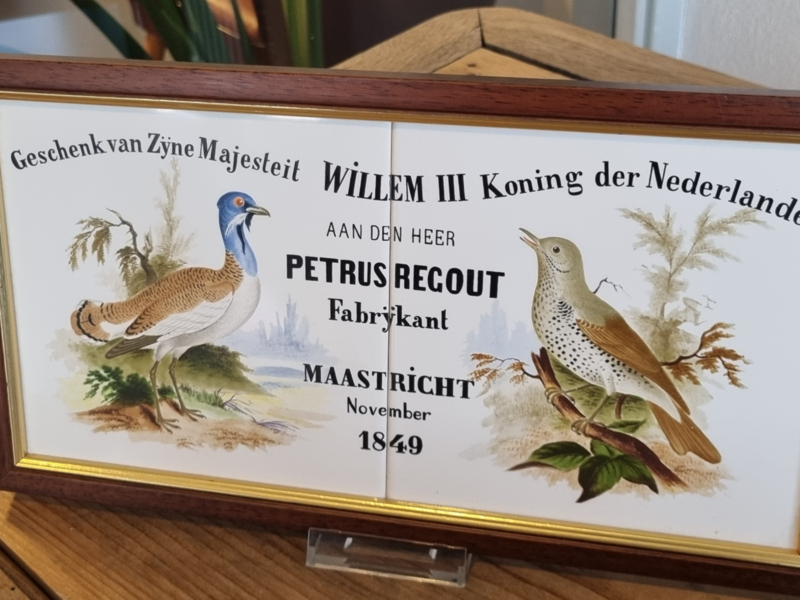 Geschenk van Zÿne Majesteit WILLEM III Koning der Nederlande
AAN DEN HEER
PETRUS REGOUT
Fabrÿkant
MAASTRICHT
November
1849